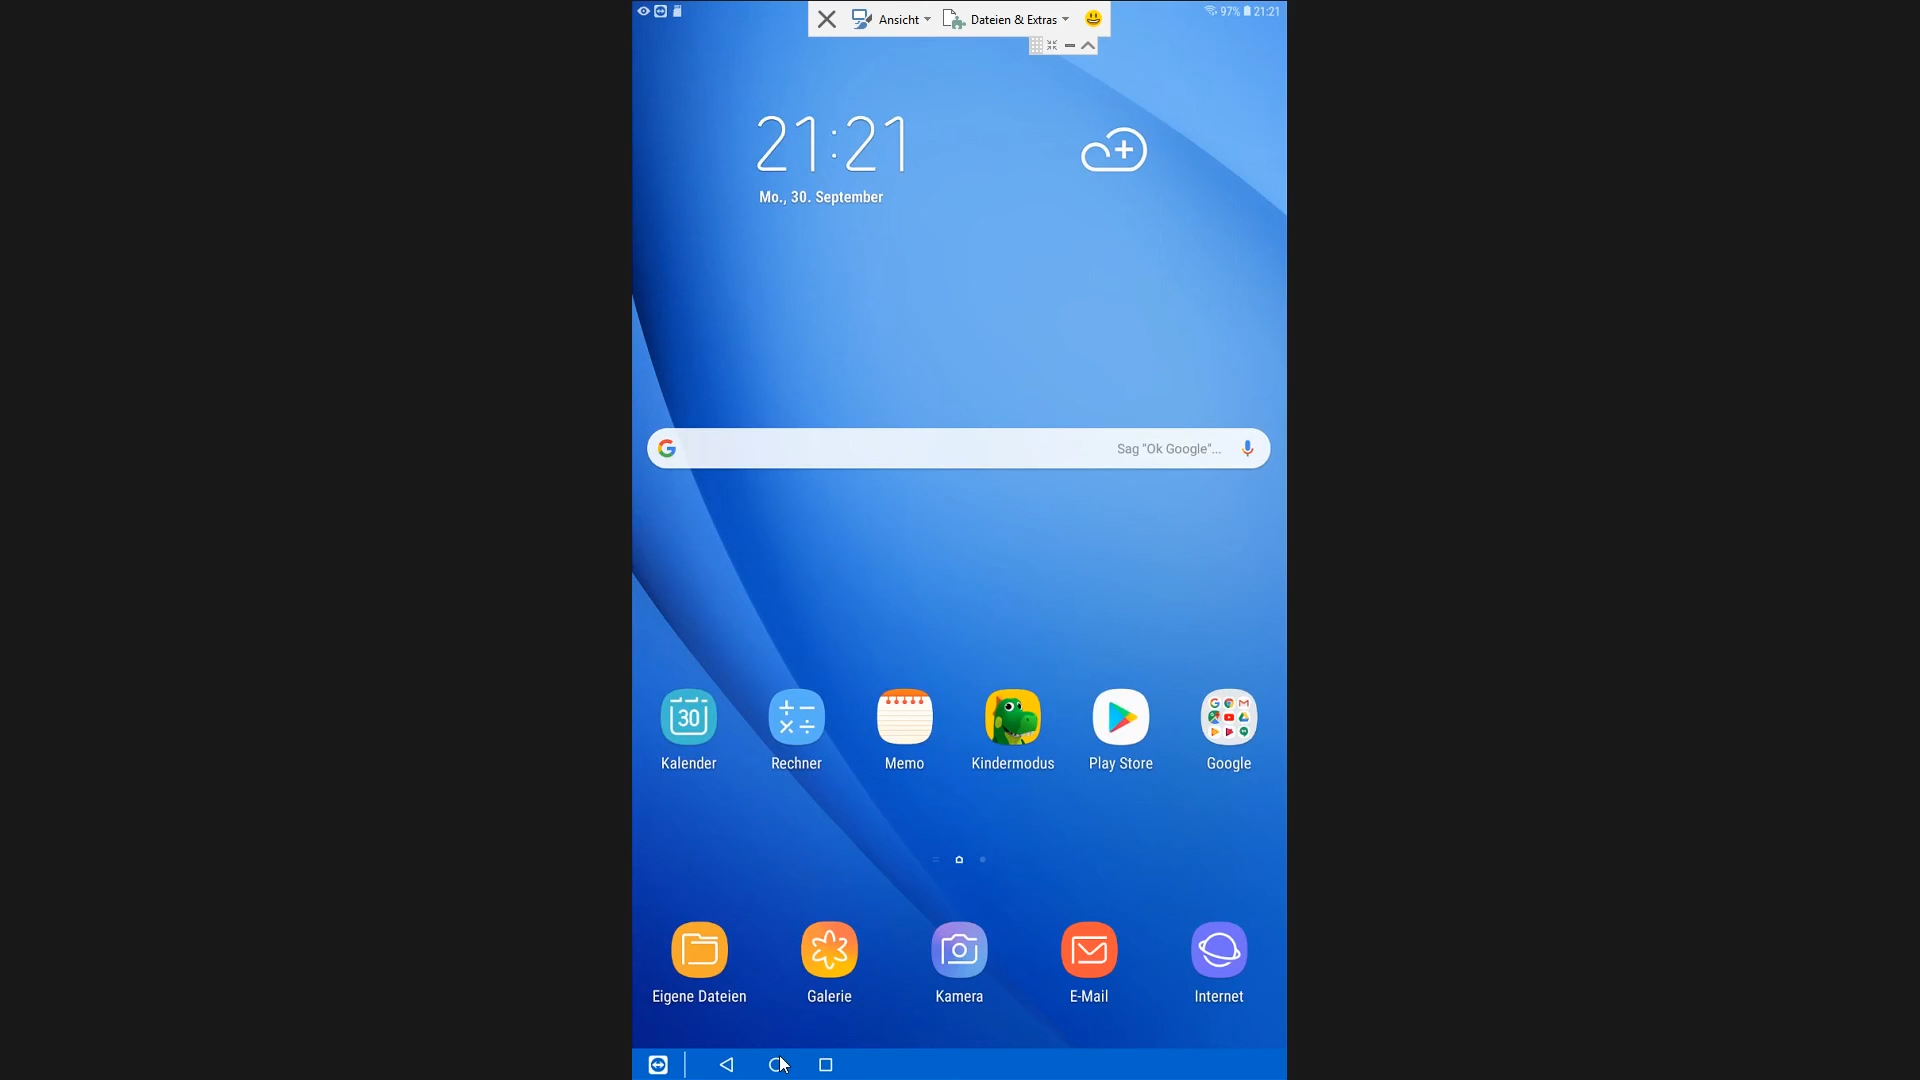 Ansicht
Dateien & Extras
97% 21:21
21:21
Mo., 30. September
Sag "Ok Google"...
30
Kalender
Rechner
Memo
Kindermodus
Play Store
Google
Eigene Dateien
Galerie
Kamera
E-Mail
Internet